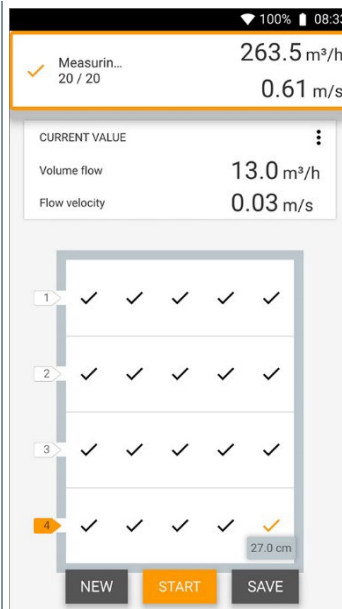 100% 08:33
Measurin... 263.5 m³/h
20 / 20 0.61 m/s
CURRENT VALUE
Volume flow 13.0 m³/h
Flow velocity 0.03 m/s
1
2
3
4
27.0 cm
NEW START SAVE